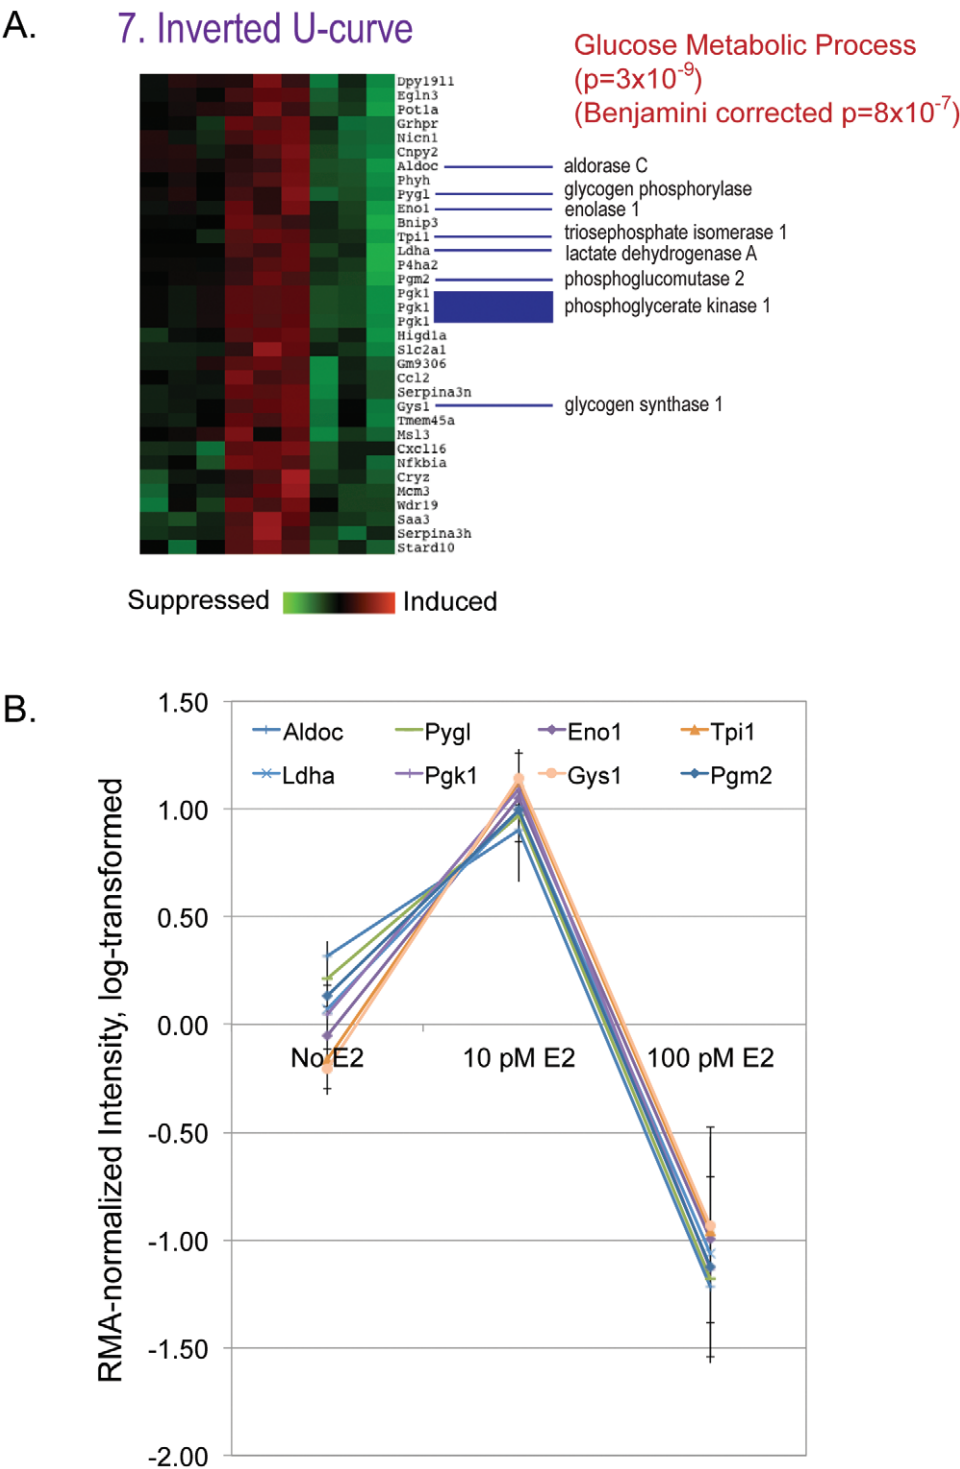 A.
7. Inverted U-curve
Glucose Metabolic Process
(p=3x10⁻⁹)
(Benjamini corrected p=8x10⁻⁷)
Dpy19l1
Egln3
Pot1a
Grhpr
Nicn1
Cnpy2
Aldoc aldorase C
Phyh
Pygl glycogen phosphorylase
Eno1 enolase 1
Bnip3
Tpi1 triosephosphate isomerase 1
Ldha lactate dehydrogenase A
P4ha2
Pgm2 phosphoglucomutase 2
Pgk1
Pgk1 phosphoglycerate kinase 1
Pgk1
Higd1a
Slc2a1
Gm9306
Ccl2
Serpina3n
Gys1 glycogen synthase 1
Tmem45a
Msl3
Cxcl16
Nfkbia
Cryz
Mcm3
Wdr19
Saa3
Serpina3h
Stard10
Suppressed Induced
B.
RMA-normalized Intensity, log-transformed
1.50
Aldoc Pygl Eno1 Tpi1
Ldha Pgk1 Gys1 Pgm2
1.00
0.50
0.00
No E2 10 pM E2 100 pM E2
-0.50
-1.00
-1.50
-2.00